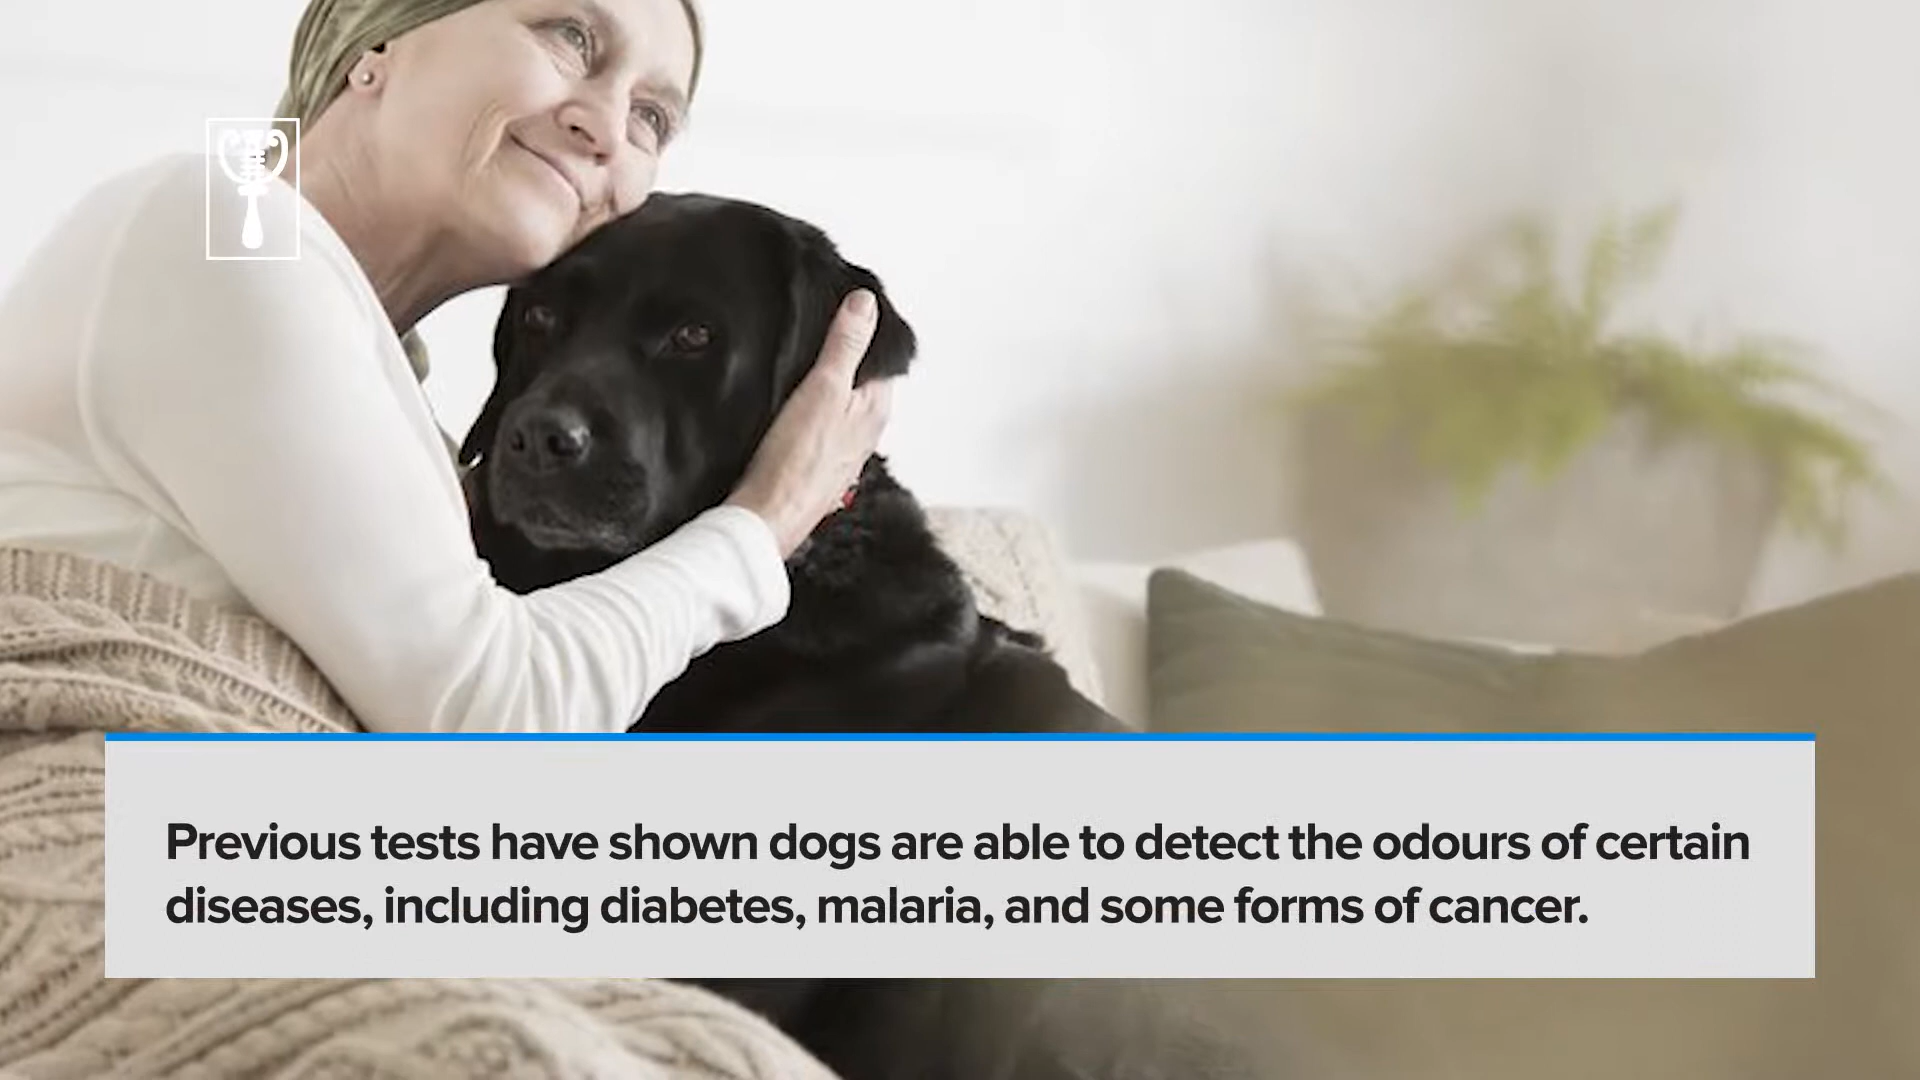 Previous tests have shown dogs are able to detect the odours of certain
diseases, including diabetes, malaria, and some forms of cancer.